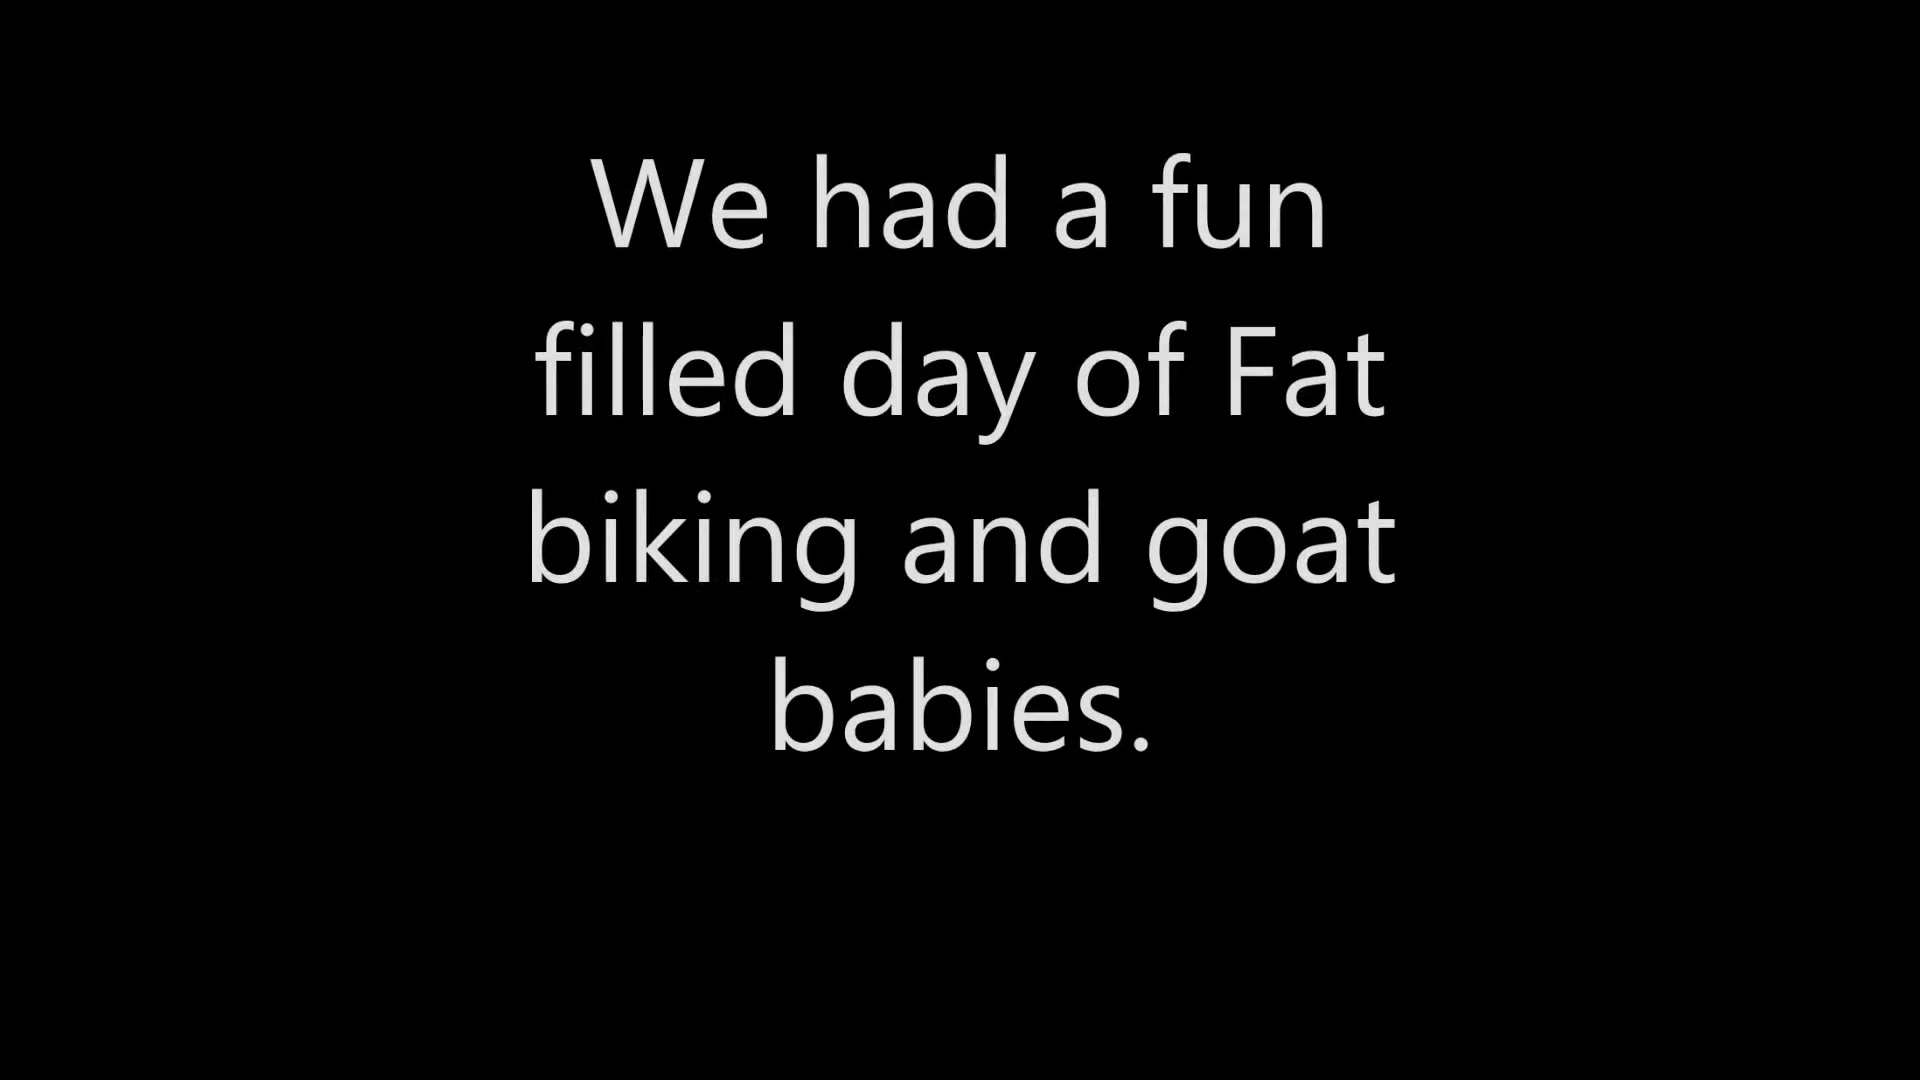 We had a fun
filled day of Fat
biking and goat
babies.